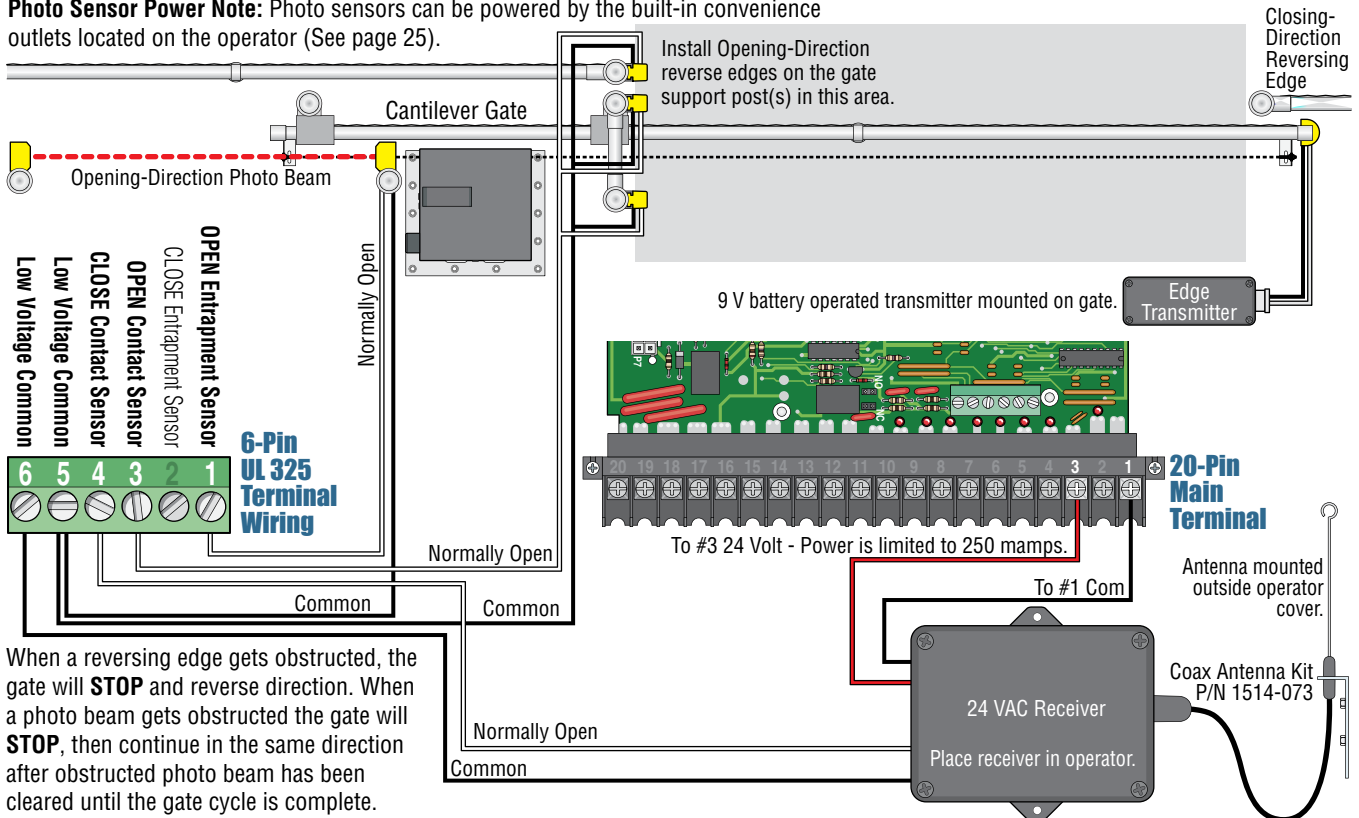 Photo Sensor Power Note: Photo sensors can be powered by the built-in convenience
outlets located on the operator (See page 25).
Install Opening-Direction
reverse edges on the gate
support post(s) in this area.
Closing-
Direction
Reversing
Edge
Cantilever Gate
Opening-Direction Photo Beam
Normally Open
9 V battery operated transmitter mounted on gate.
Edge
Transmitter
Low Voltage Common
Low Voltage Common
CLOSE Contact Sensor
OPEN Contact Sensor
CLOSE Entrapment Sensor
OPEN Entrapment Sensor
6 5 4 3 2 1
6-Pin
UL 325
Terminal
Wiring
P7
NO
NC
20 19 18 17 16 15 14 13 12 11 10 9 8 7 6 5 4 3 2 1
20-Pin
Main
Terminal
To #3 24 Volt - Power is limited to 250 mamps.
To #1 Com
Normally Open
Common
Common
Antenna mounted
outside operator
cover.
Coax Antenna Kit
P/N 1514-073
24 VAC Receiver
Place receiver in operator.
Normally Open
Common
When a reversing edge gets obstructed, the
gate will STOP and reverse direction. When
a photo beam gets obstructed the gate will
STOP, then continue in the same direction
after obstructed photo beam has been
cleared until the gate cycle is complete.